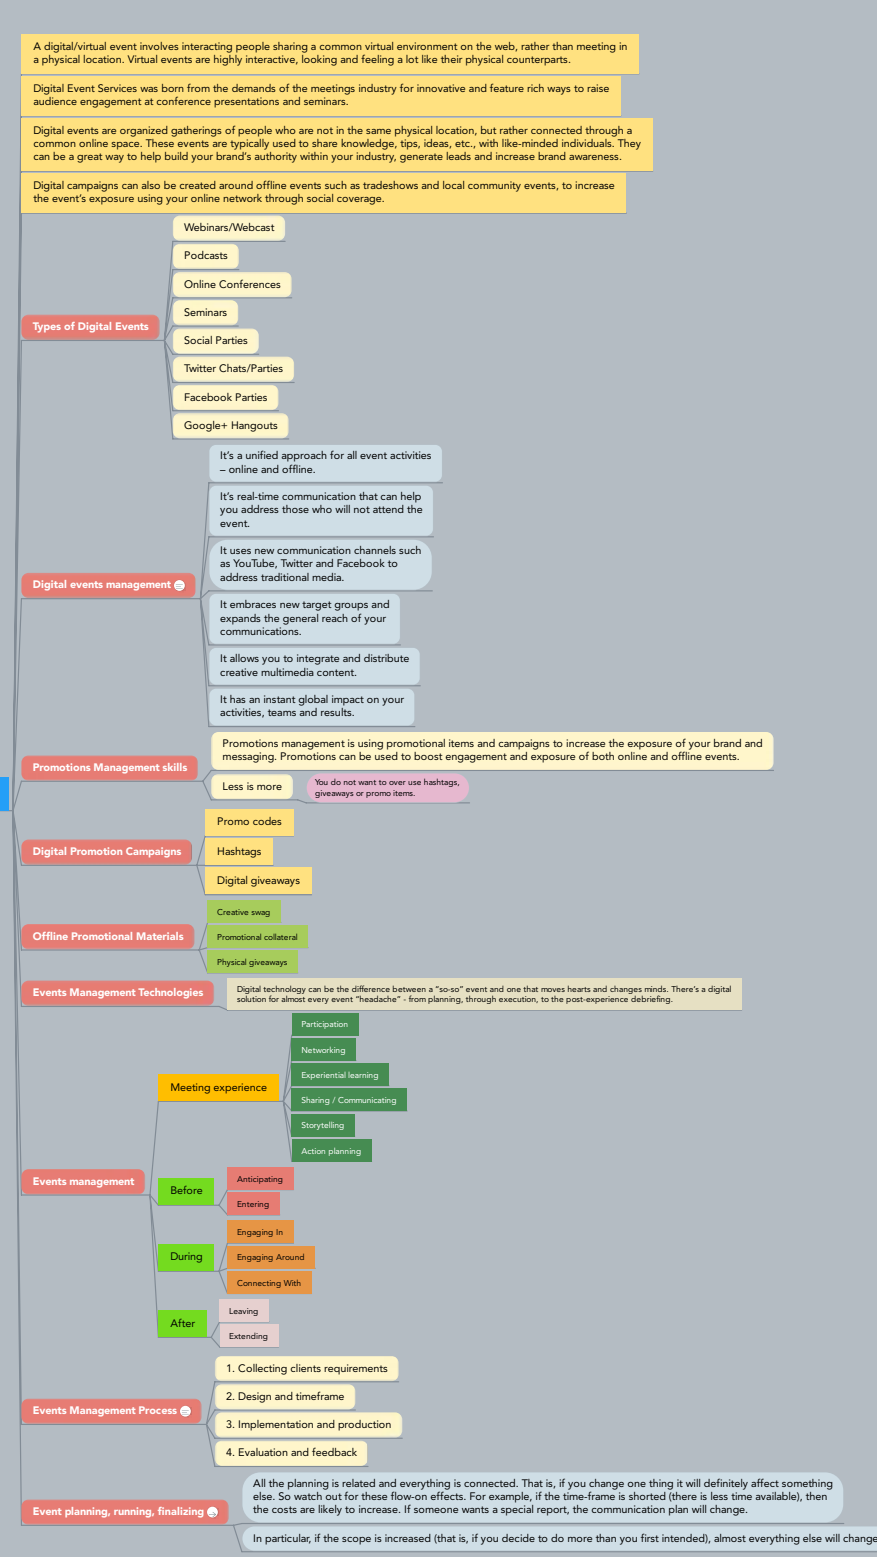 A digital/virtual event involves interacting people sharing a common virtual environment on the web, rather than meeting in
a physical location. Virtual events are highly interactive, looking and feeling a lot like their physical counterparts.
Digital Event Services was born from the demands of the meetings industry for innovative and feature rich ways to raise
audience engagement at conference presentations and seminars.
Digital events are organized gatherings of people who are not in the same physical location, but rather connected through a
common online space. These events are typically used to share knowledge, tips, ideas, etc., with like-minded individuals. They
can be a great way to help build your brand's authority within your industry, generate leads and increase brand awareness.
Digital campaigns can also be created around offline events such as tradeshows and local community events, to increase
the event's exposure using your online network through social coverage.
Types of Digital Events
Webinars/Webcast
Podcasts
Online Conferences
Seminars
Social Parties
Twitter Chats/Parties
Facebook Parties
Google+ Hangouts
Digital events management
It's a unified approach for all event activities
– online and offline.
It's real-time communication that can help
you address those who will not attend the
event.
It uses new communication channels such
as YouTube, Twitter and Facebook to
address traditional media.
It embraces new target groups and
expands the general reach of your
communications.
It allows you to integrate and distribute
creative multimedia content.
It has an instant global impact on your
activities, teams and results.
Promotions Management skills
Promotions management is using promotional items and campaigns to increase the exposure of your brand and
messaging. Promotions can be used to boost engagement and exposure of both online and offline events.
Less is more
You do not want to over use hashtags,
giveaways or promo items.
Digital Promotion Campaigns
Promo codes
Hashtags
Digital giveaways
Offline Promotional Materials
Creative swag
Promotional collateral
Physical giveaways
Events Management Technologies
Digital technology can be the difference between a "so-so" event and one that moves hearts and changes minds. There's a digital
solution for almost every event "headache" - from planning, through execution, to the post-experience debriefing.
Events management
Meeting experience
Participation
Networking
Experiential learning
Sharing / Communicating
Storytelling
Action planning
Before
Anticipating
Entering
During
Engaging In
Engaging Around
Connecting With
After
Leaving
Extending
Events Management Process
1. Collecting clients requirements
2. Design and timeframe
3. Implementation and production
4. Evaluation and feedback
Event planning, running, finalizing
All the planning is related and everything is connected. That is, if you change one thing it will definitely affect something
else. So watch out for these flow-on effects. For example, if the time-frame is shorted (there is less time available), then
the costs are likely to increase. If someone wants a special report, the communication plan will change.
In particular, if the scope is increased (that is, if you decide to do more than you first intended), almost everything else will change